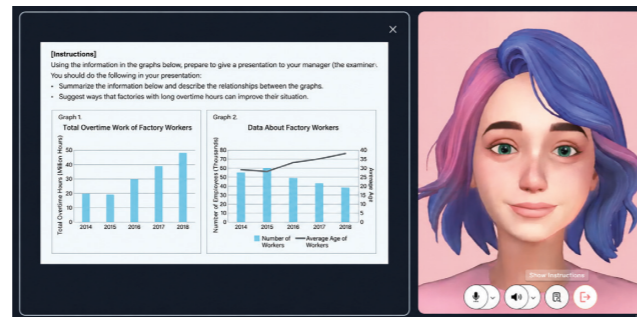 [Instructions]
Using the information in the graphs below, prepare to give a presentation to your manager (the examiner
You should do the following in your presentation:
• Summarize the information below and describe the relationships between the graphs.
• Suggest ways that factories with long overtime hours can improve their situation.
Graph 1.
Total Overtime Work of Factory Workers
Total Overtime Hours (Million Hours)
50
40
30
20
10
0
2014 2015 2016 2017 2018
Graph 2.
Data About Factory Workers
Number of Employees (Thousands)
80
70
60
50
40
30
20
10
0
40
35
30
25
20
15
10
5
0
Average Age
2014 2015 2016 2017 2018
Number of Workers
Average Age of Workers
Show Instructions